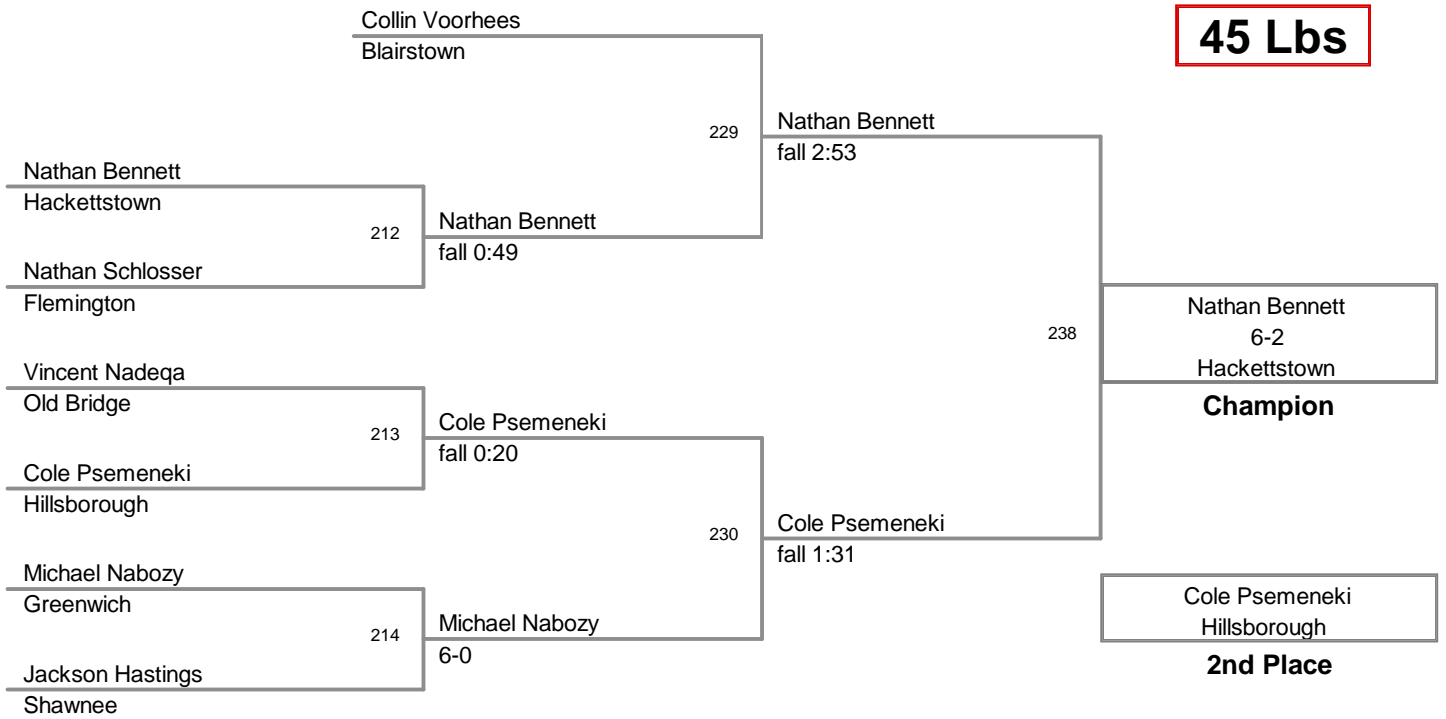 Collin Voorhees
Blairstown
45 Lbs
229
Nathan Bennett
fall 2:53
Nathan Bennett
Hackettstown
212
Nathan Bennett
fall 0:49
Nathan Schlosser
Flemington
238
Nathan Bennett
6-2
Hackettstown
Champion
Vincent Nadeqa
Old Bridge
213
Cole Psemeneki
fall 0:20
Cole Psemeneki
Hillsborough
230
Cole Psemeneki
fall 1:31
Michael Nabozy
Greenwich
214
Michael Nabozy
6-0
Jackson Hastings
Shawnee
Cole Psemeneki
Hillsborough
2nd Place